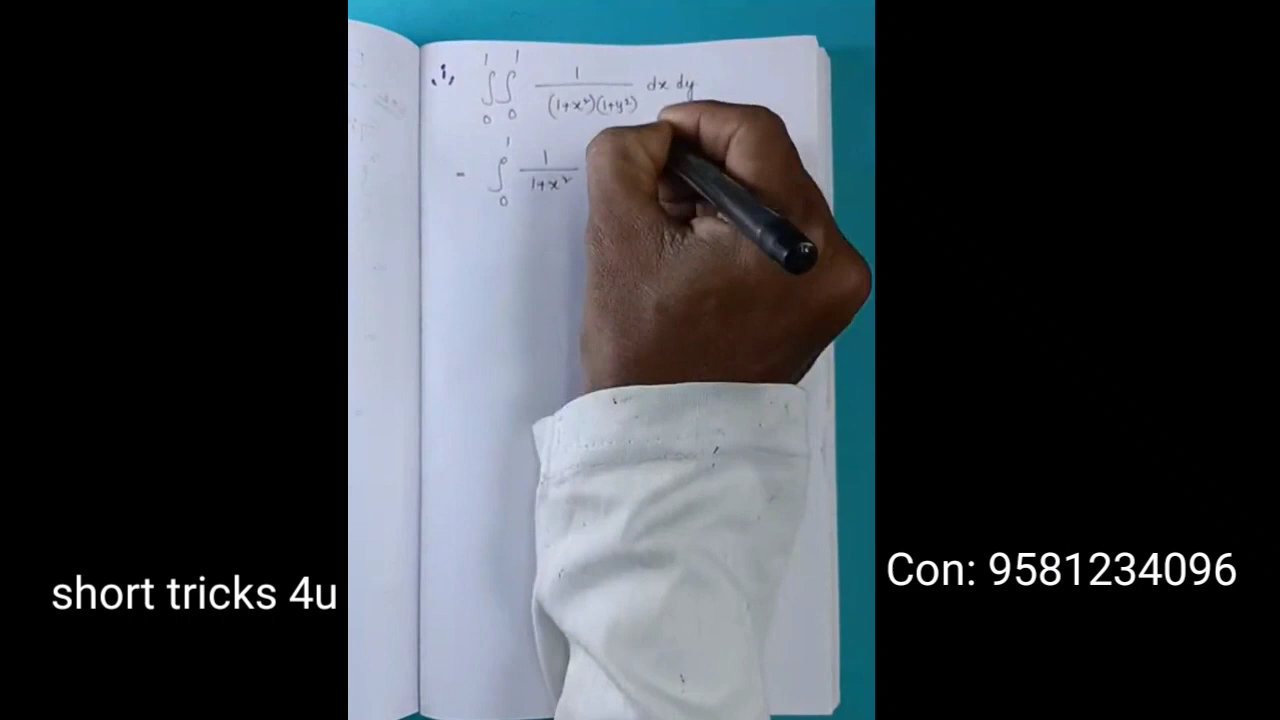 i, ∫₀¹ ∫₀¹ 1/((1+x²)(1+y²)) dx dy
= ∫₀¹ 1/(1+x²)
short tricks 4u
Con: 9581234096